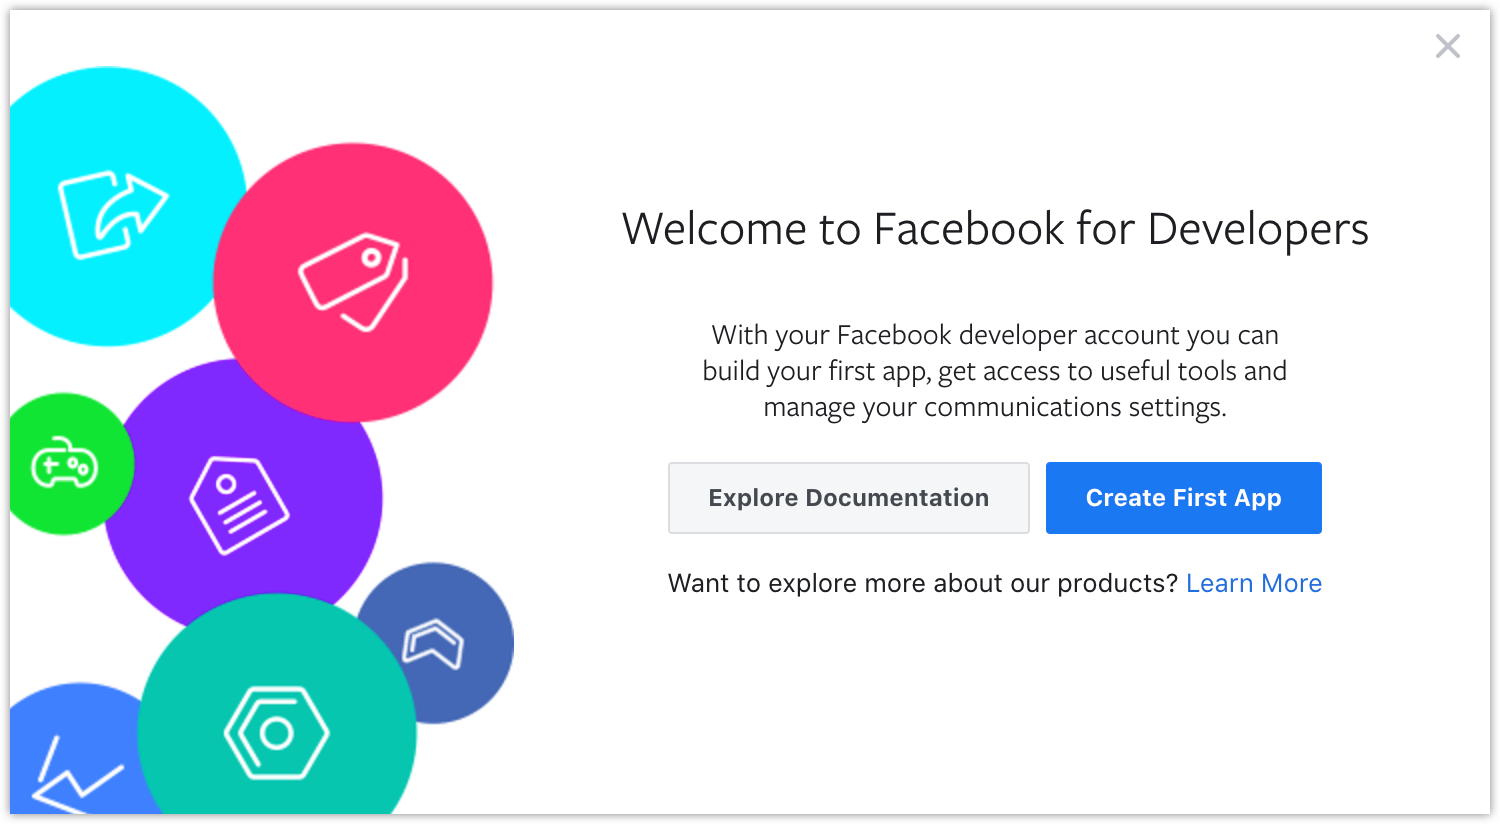 Welcome to Facebook for Developers
With your Facebook developer account you can
build your first app, get access to useful tools and
manage your communications settings.
Explore Documentation
Create First App
Want to explore more about our products? Learn More